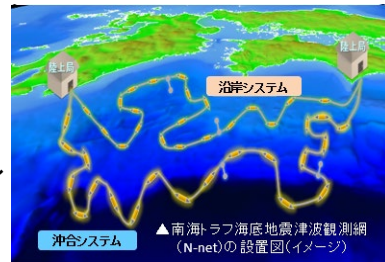 陸上局
陸上局
沿岸システム
沖合システム
▲南海トラフ海底地震津波観測網
(N-net)の設置図(イメージ)